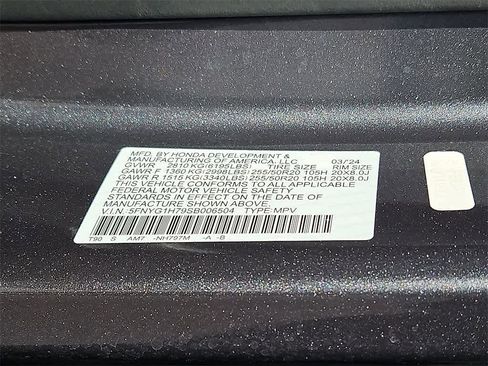 MFD. BY HONDA DEVELOPMENT &
MANUFACTURING OF AMERICA, LLC 03/24
GVWR 2810 KG(6195LBS) TIRE SIZE RIM SIZE
GAWR F 1360 KG(2998LBS) 255/50R20 105H 20X8.0J
GAWR R 1515 KG(3340LBS) 255/50R20 105H 20X8.0J
THIS VEHICLE CONFORMS TO ALL APPLICABLE
FEDERAL MOTOR VEHICLE SAFETY
STANDARDS IN EFFECT ON THE DATE OF
MANUFACTURE SHOWN ABOVE.
V.I.N. 5FNYG1H79SB006504 TYPE:MPV
T90 S AM7 -NH797M -A -B